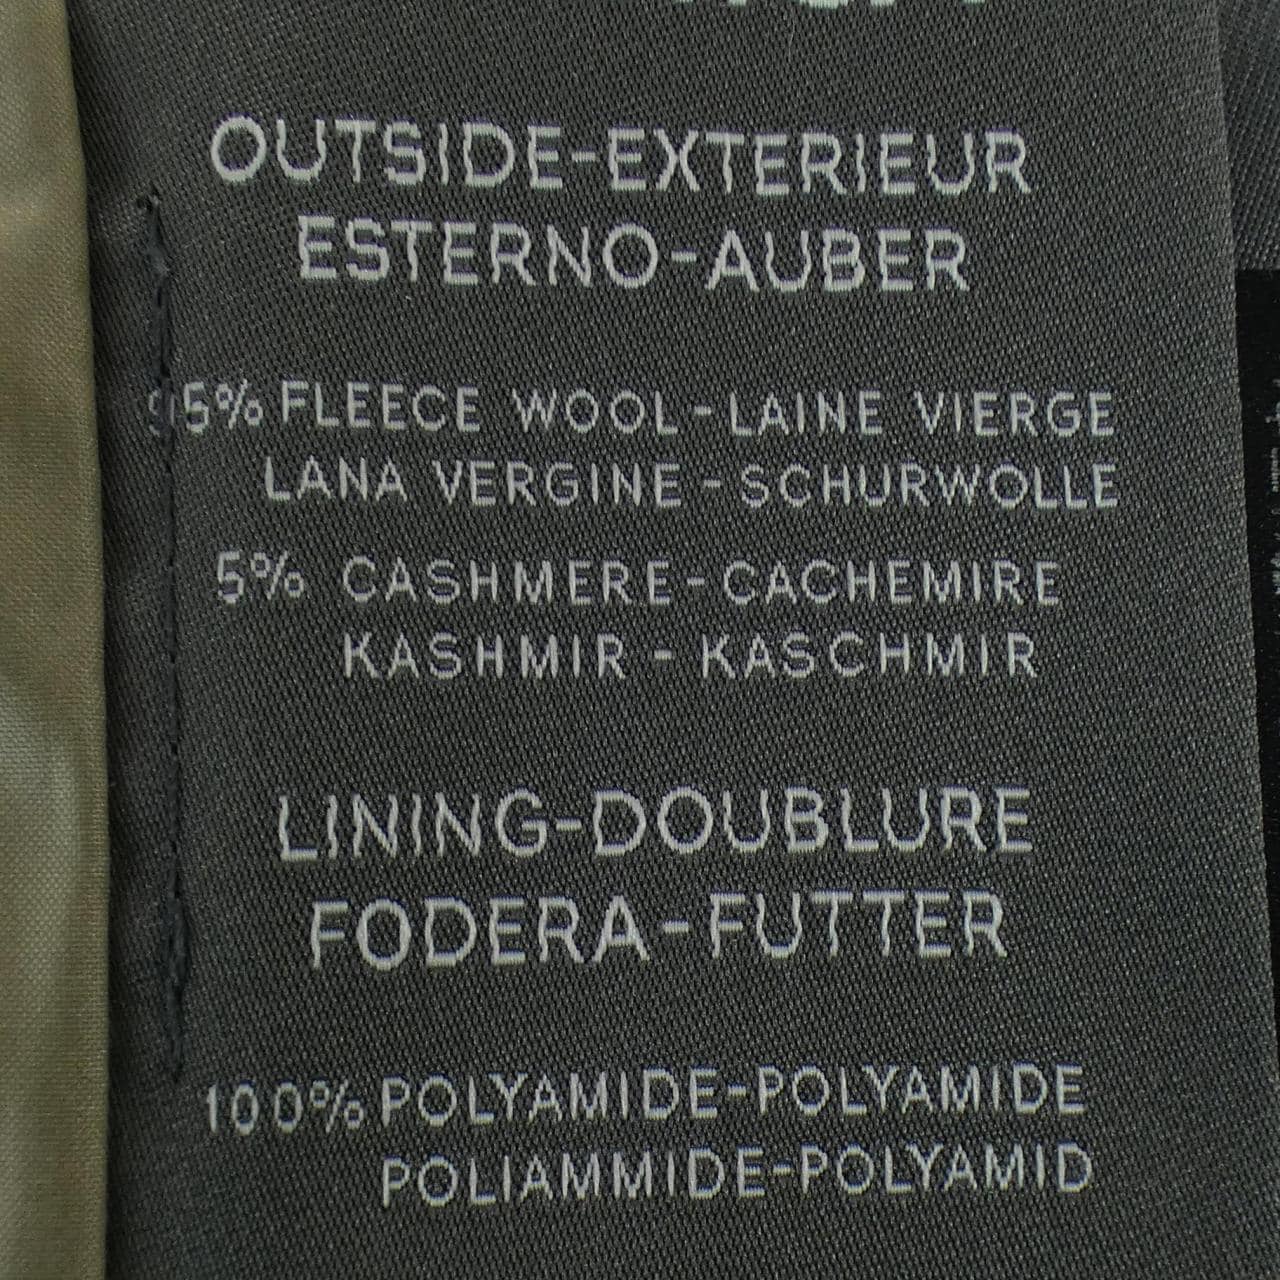 OUTSIDE-EXTERIEUR
ESTERNO-AUBER
95% FLEECE WOOL-LAINE VIERGE
LANA VERGINE-SCHURWOLLE
5% CASHMERE-CACHEMIRE
KASHMIR - KASCHMIR
LINING-DOUBLURE
FODERA-FUTTER
100% POLYAMIDE-POLYAMIDE
POLIAMMIDE-POLYAMID